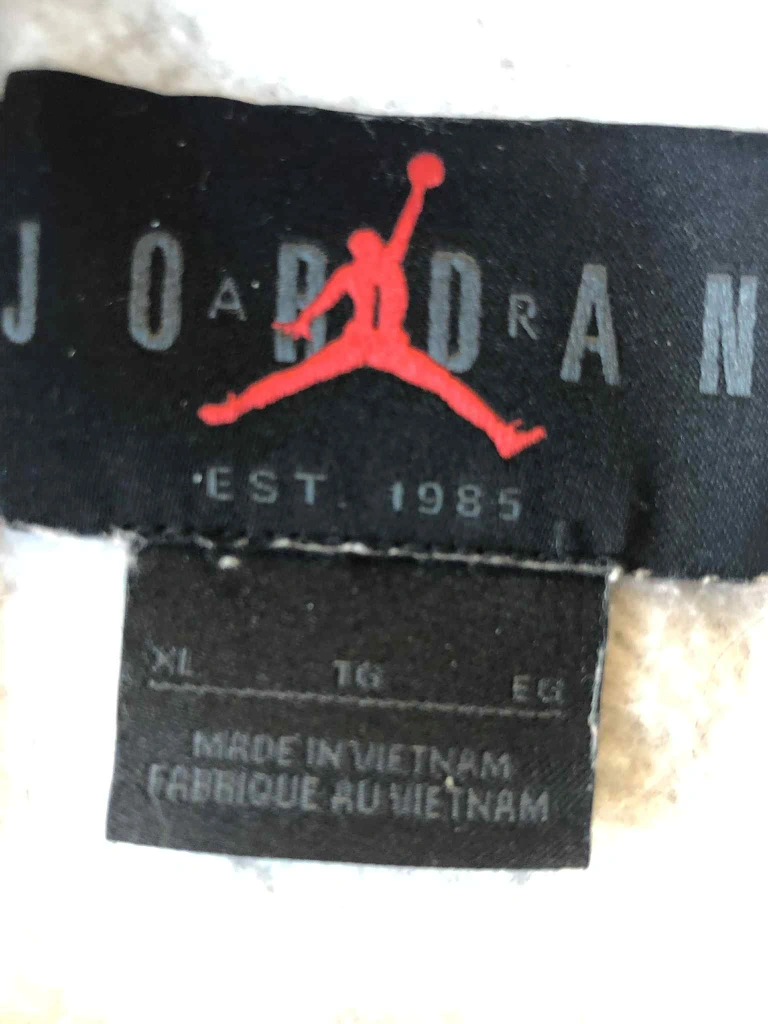 JORDAN
A R
EST. 1985
XL TG EG
MADE IN VIETNAM
FABRIQUE AU VIETNAM